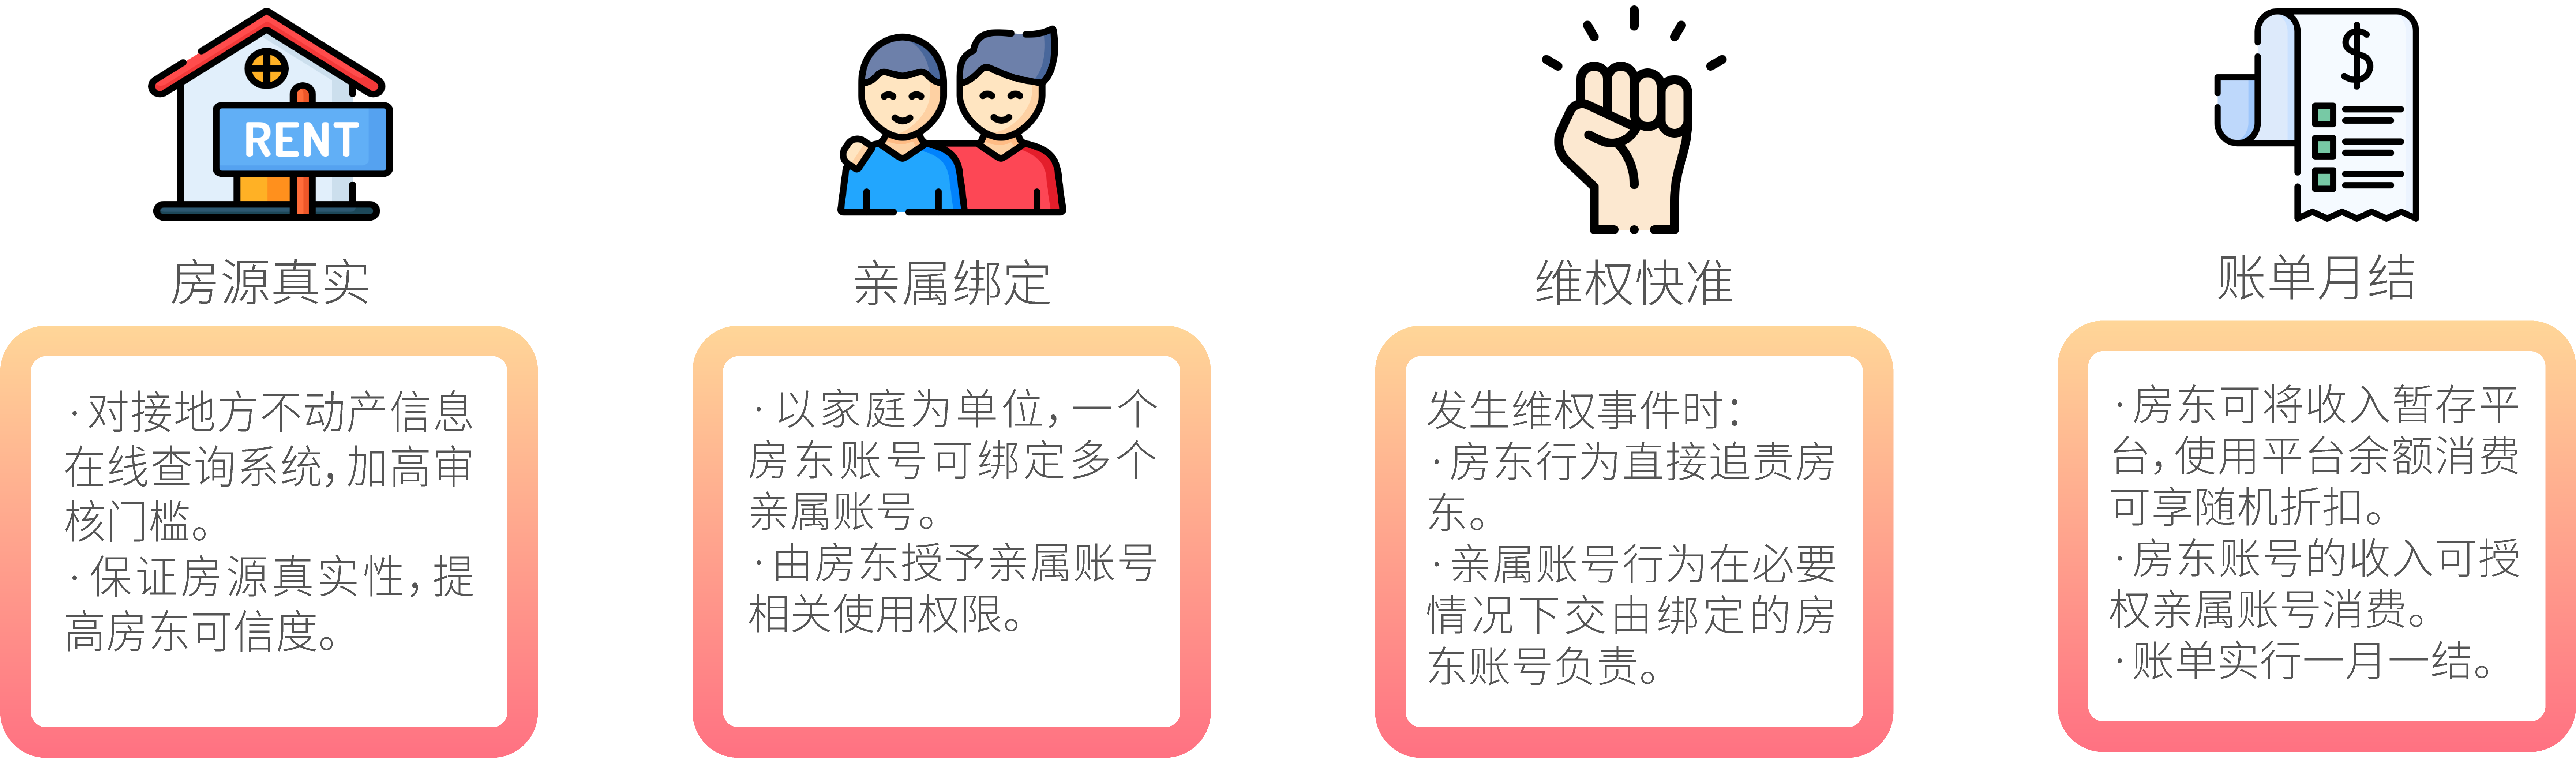 RENT
房源真实
·对接地方不动产信息
在线查询系统，加高审
核门槛。
·保证房源真实性，提
高房东可信度。
亲属绑定
·以家庭为单位，一个
房东账号可绑定多个
亲属账号。
·由房东授予亲属账号
相关使用权限。
维权快准
发生维权事件时：
·房东行为直接追责房
东。
·亲属账号行为在必要
情况下交由绑定的房
东账号负责。
$
账单月结
·房东可将收入暂存平
台，使用平台余额消费
可享随机折扣。
·房东账号的收入可授
权亲属账号消费。
·账单实行一月一结。